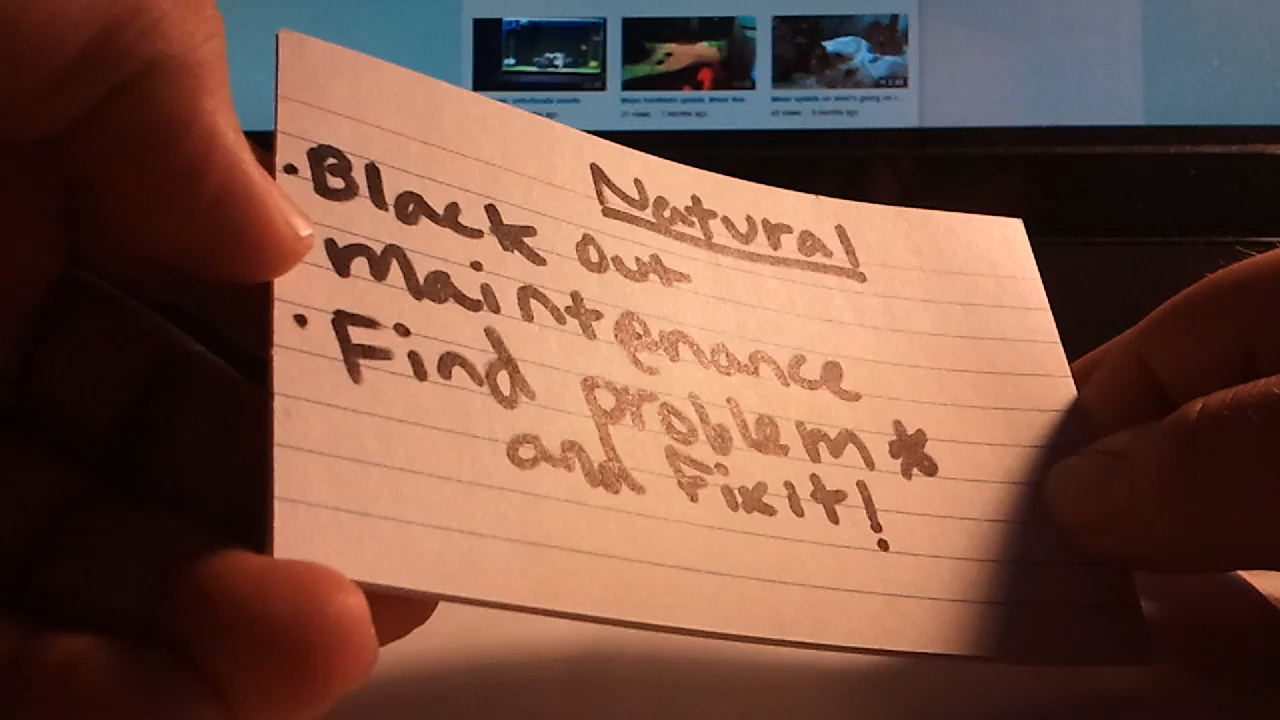 Natural
· Black out
maintenance
· Find problem *
and Fix it!